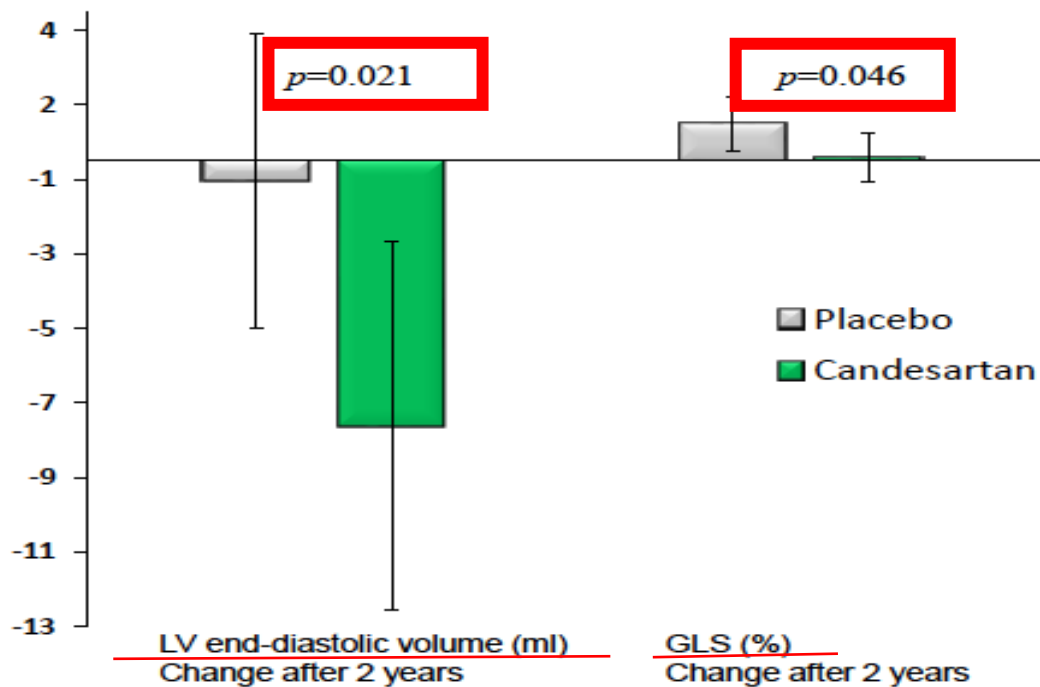 4
p=0.021
p=0.046
2
-1
-3
-5
-7
-9
-11
-13
Placebo
Candesartan
LV end-diastolic volume (ml)
Change after 2 years
GLS (%)
Change after 2 years